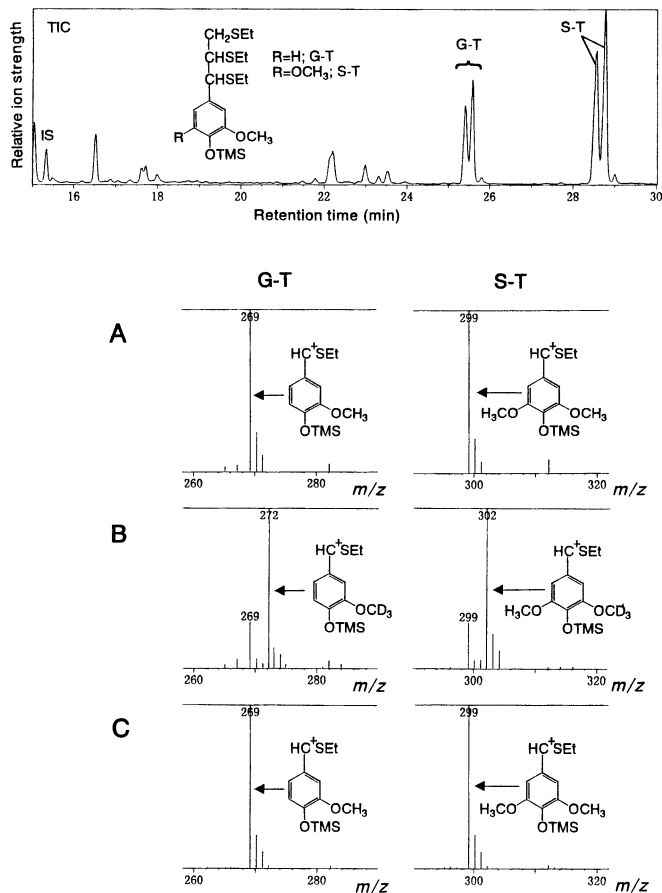 TIC
Relative ion strength
IS
CH2SEt
CHSEt
CHSEt
R
OCH3
OTMS
R=H; G-T
R=OCH3; S-T
G-T
S-T
16 18 20 22 24 26 28 30
Retention time (min)
G-T S-T
A
269
HC+SEt
OCH3
OTMS
260 280 m/z
299
HC+SEt
H3CO OCH3
OTMS
300 320 m/z
B
272
269
HC+SEt
OCD3
OTMS
260 280 m/z
302
299
HC+SEt
H3CO OCD3
OTMS
300 320 m/z
C
269
HC+SEt
OCH3
OTMS
260 280 m/z
299
HC+SEt
H3CO OCH3
OTMS
300 320 m/z